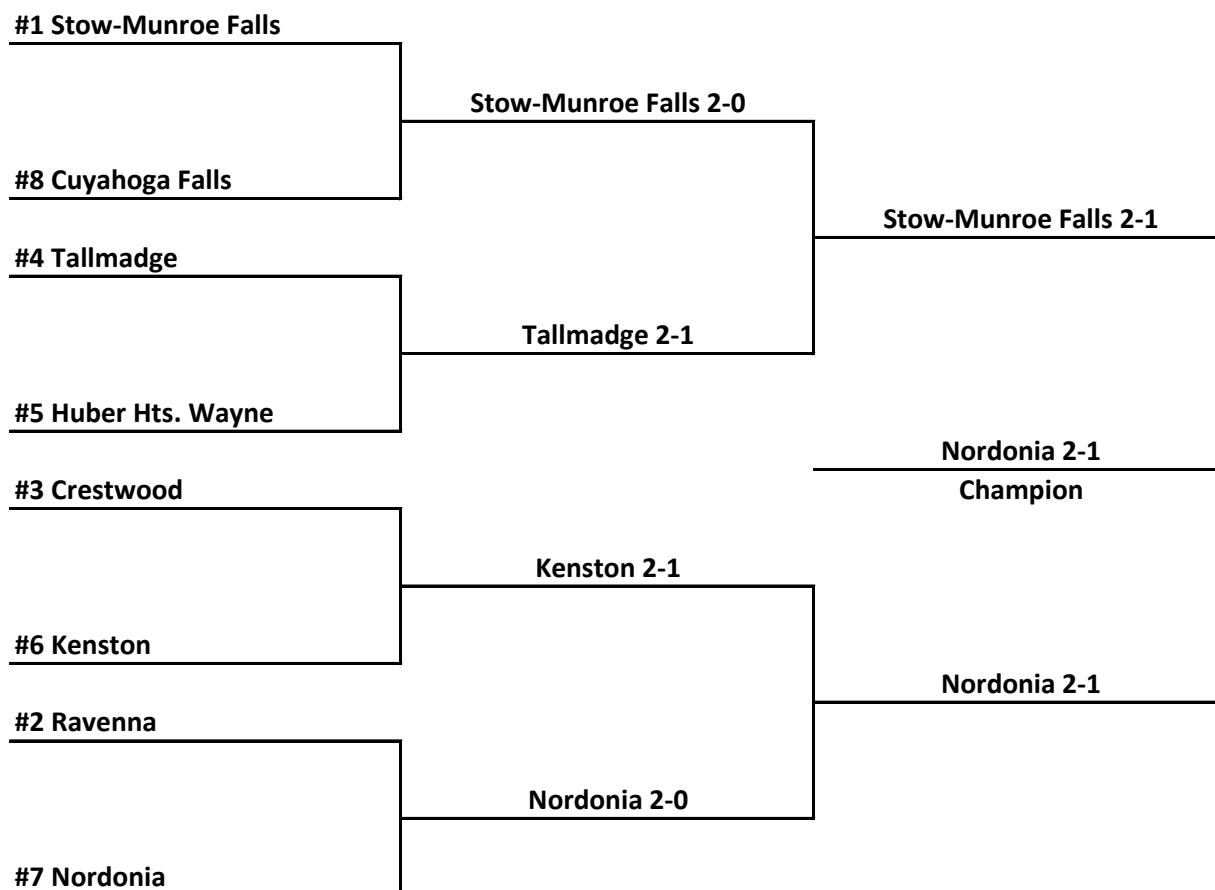 #1 Stow-Munroe Falls
Stow-Munroe Falls 2-0
#8 Cuyahoga Falls
Stow-Munroe Falls 2-1
#4 Tallmadge
Tallmadge 2-1
#5 Huber Hts. Wayne
Nordonia 2-1
#3 Crestwood
Champion
Kenston 2-1
#6 Kenston
Nordonia 2-1
#2 Ravenna
Nordonia 2-0
#7 Nordonia